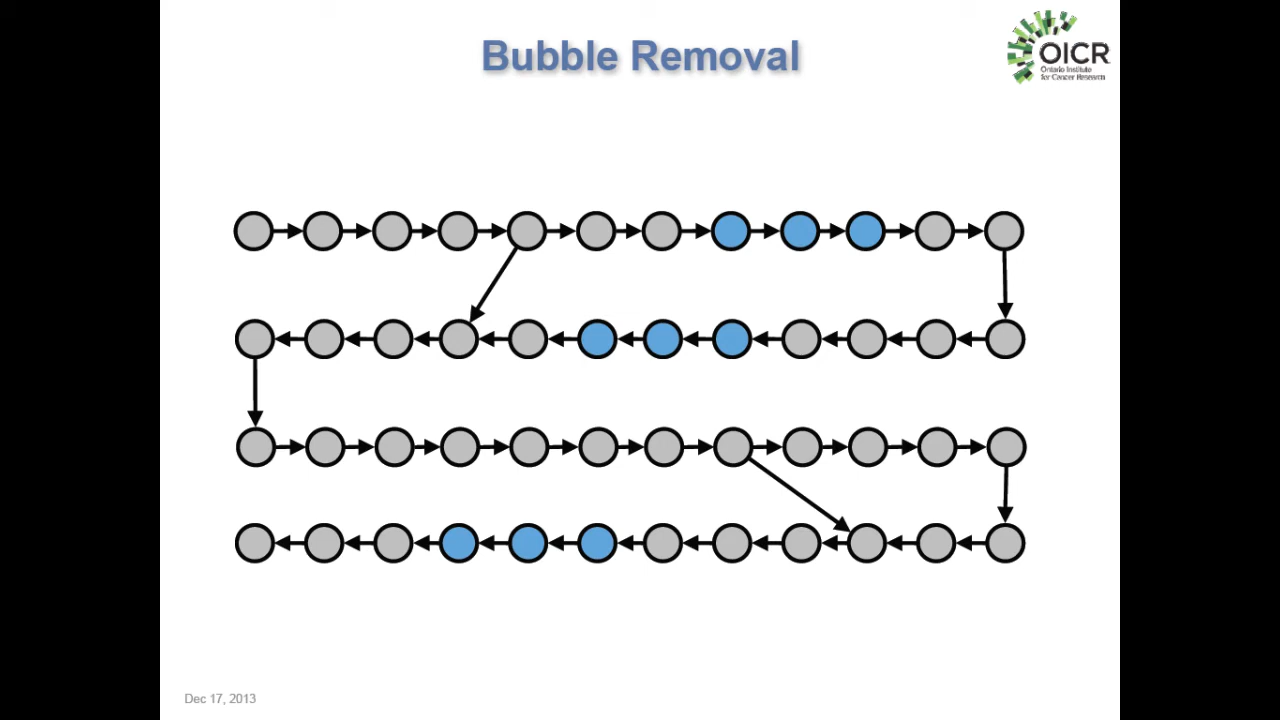 Bubble Removal
OICR
Ontario Institute
for Cancer Research
Dec 17, 2013